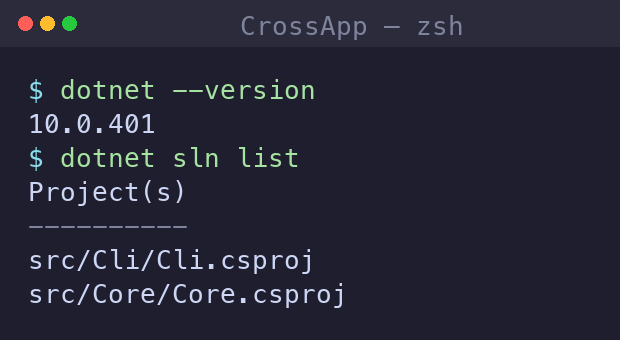 CrossApp — zsh
$ dotnet --version
10.0.401
$ dotnet sln list
Project(s)
----------
src/Cli/Cli.csproj
src/Core/Core.csproj